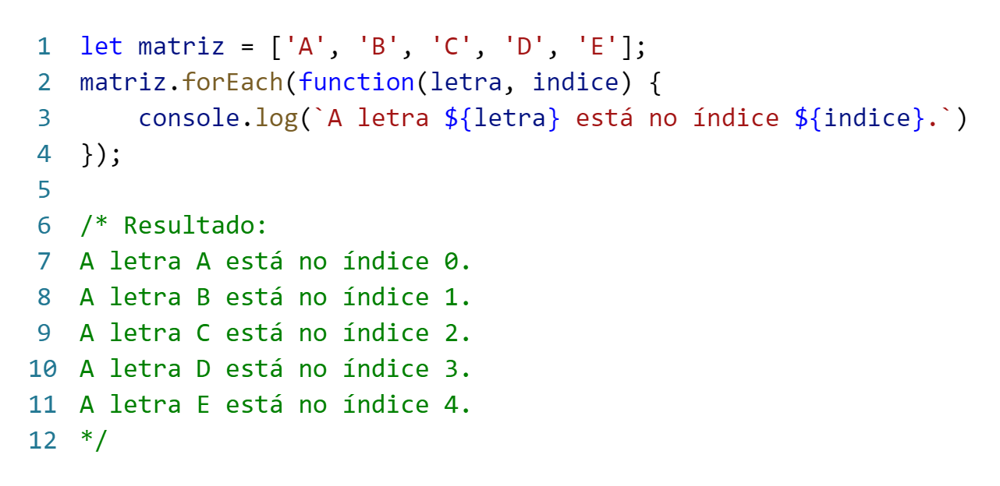 1 let matriz = ['A', 'B', 'C', 'D', 'E'];
2 matriz.forEach(function(letra, indice) {
3     console.log(`A letra ${letra} está no índice ${indice}.`)
4 });
5
6 /* Resultado:
7 A letra A está no índice 0.
8 A letra B está no índice 1.
9 A letra C está no índice 2.
10 A letra D está no índice 3.
11 A letra E está no índice 4.
12 */